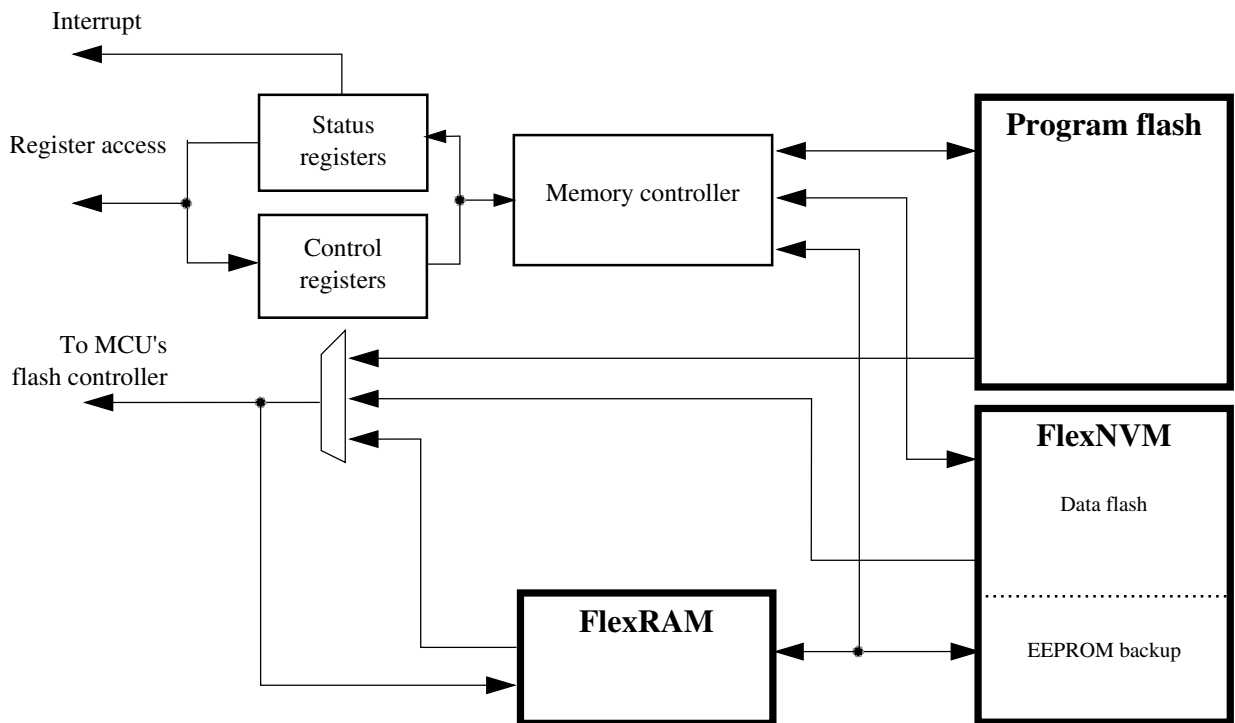 Interrupt
Register access
Status
registers
Control
registers
Memory controller
Program flash
To MCU's
flash controller
FlexNVM
Data flash
EEPROM backup
FlexRAM